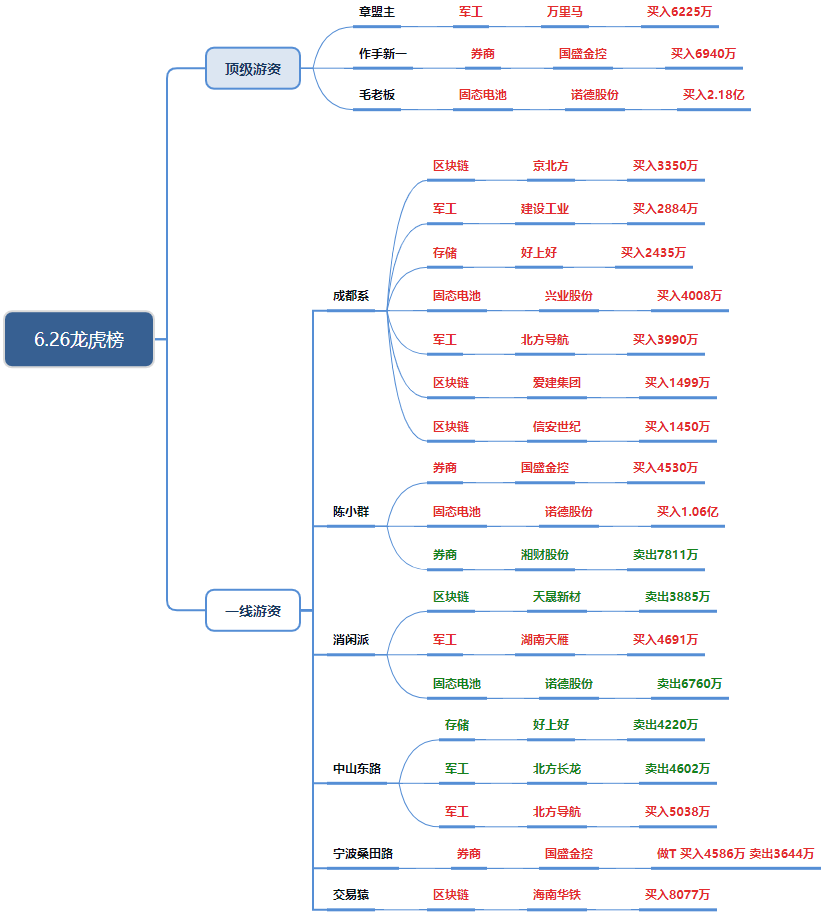 6.26龙虎榜
顶级游资
章盟主 军工 万里马 买入6225万
作手新一 券商 国盛金控 买入6940万
毛老板 固态电池 诺德股份 买入2.18亿
一线游资
成都系
区块链 京北方 买入3350万
军工 建设工业 买入2884万
存储 好上好 买入2435万
固态电池 兴业股份 买入4008万
军工 北方导航 买入3990万
区块链 爱建集团 买入1499万
区块链 信安世纪 买入1450万
陈小群
券商 国盛金控 买入4530万
固态电池 诺德股份 买入1.06亿
券商 湘财股份 卖出7811万
消闲派
区块链 天晟新材 卖出3885万
军工 湖南天雁 买入4691万
固态电池 诺德股份 卖出6760万
中山东路
存储 好上好 卖出4220万
军工 北方长龙 卖出4602万
军工 北方导航 买入5038万
宁波桑田路 券商 国盛金控 做T 买入4586万 卖出3644万
交易猿 区块链 海南华铁 买入8077万